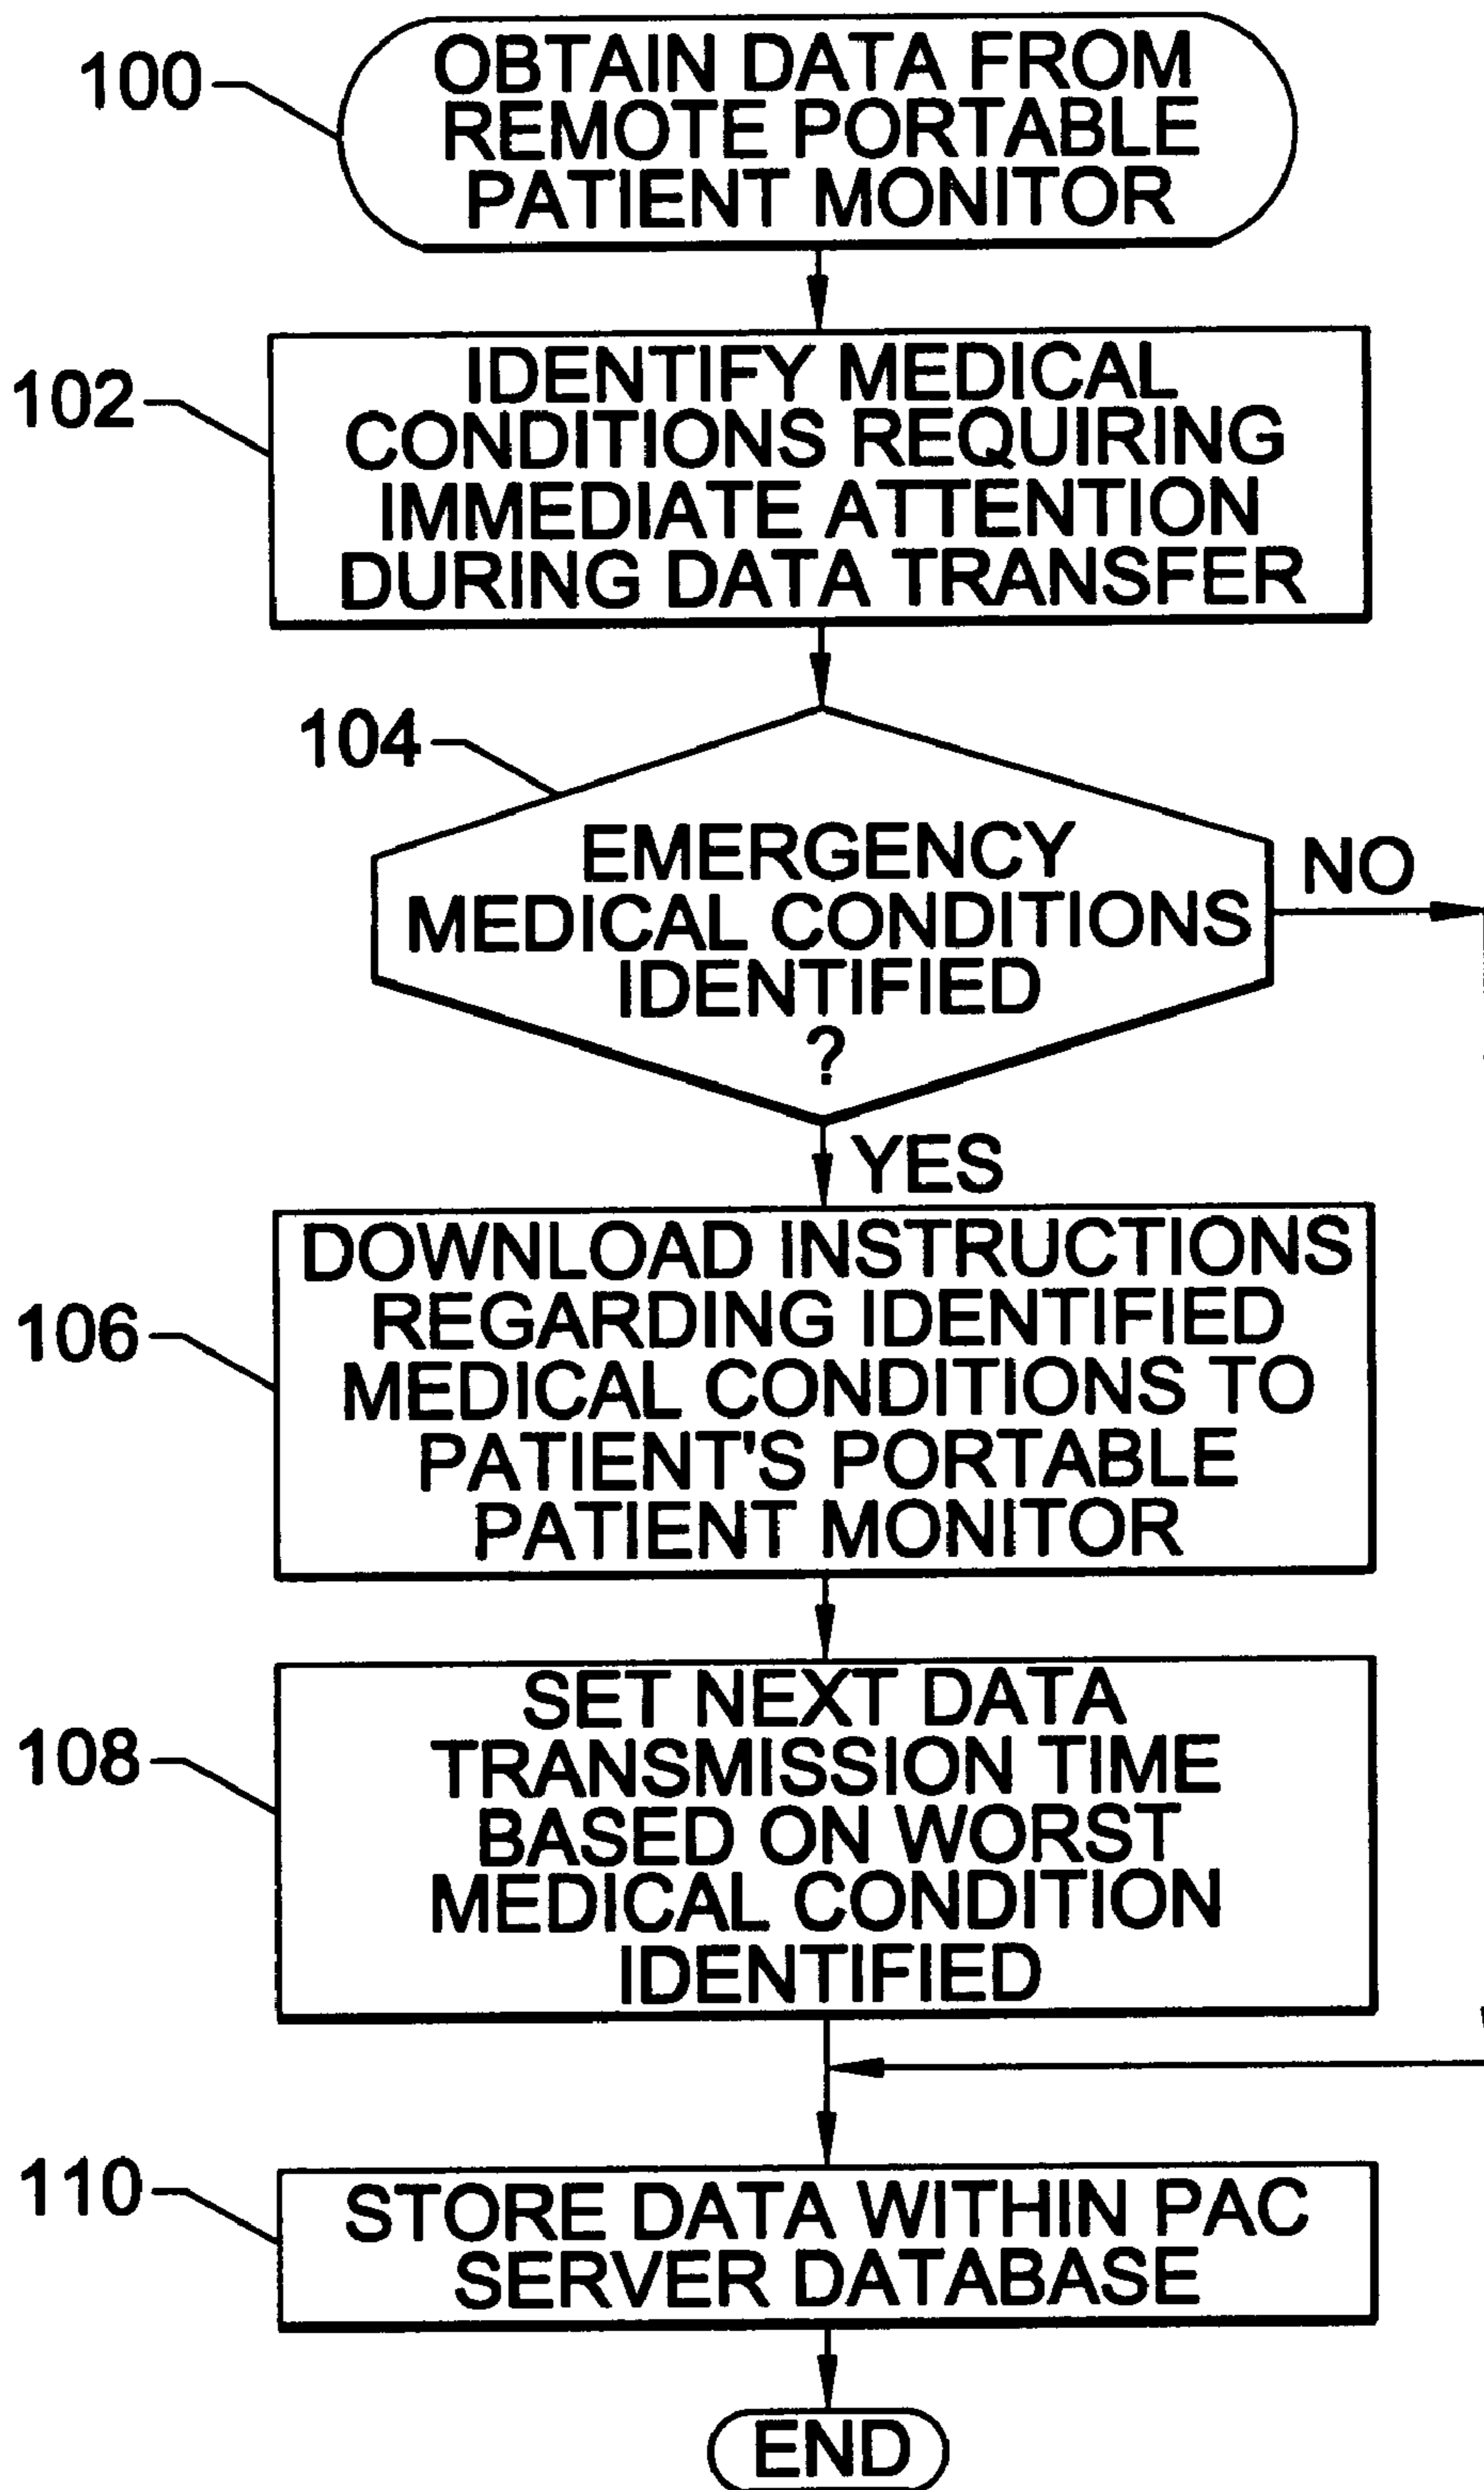 100
OBTAIN DATA FROM
REMOTE PORTABLE
PATIENT MONITOR
102
IDENTIFY MEDICAL
CONDITIONS REQUIRING
IMMEDIATE ATTENTION
DURING DATA TRANSFER
104
EMERGENCY
MEDICAL CONDITIONS
IDENTIFIED
?
NO
YES
106
DOWNLOAD INSTRUCTIONS
REGARDING IDENTIFIED
MEDICAL CONDITIONS TO
PATIENT'S PORTABLE
PATIENT MONITOR
108
SET NEXT DATA
TRANSMISSION TIME
BASED ON WORST
MEDICAL CONDITION
IDENTIFIED
110
STORE DATA WITHIN PAC
SERVER DATABASE
END